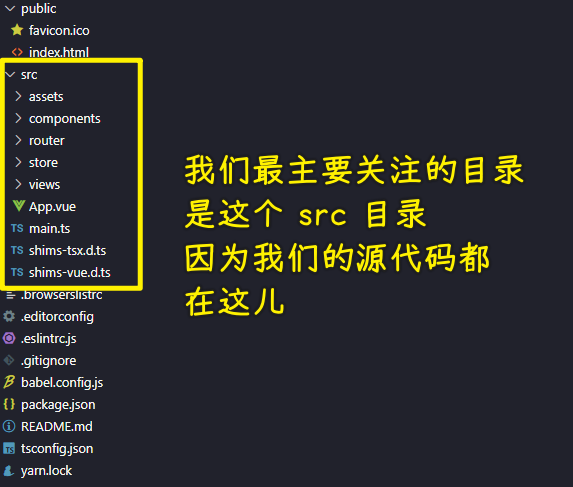 public
favicon.ico
index.html
src
assets
components
router
store
views
App.vue
TS main.ts
TS shims-tsx.d.ts
TS shims-vue.d.ts
.browserslistrc
.editorconfig
.eslintrc.js
.gitignore
babel.config.js
package.json
README.md
TS tsconfig.json
yarn.lock
我们最主要关注的目录
是这个 src 目录
因为我们的源代码都
在这儿